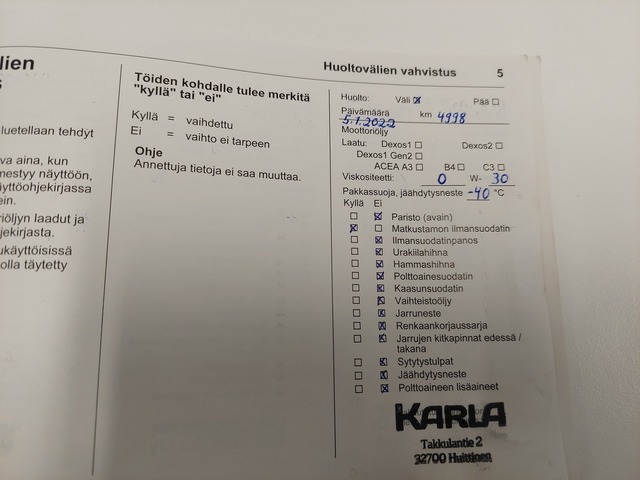 lien
s
luetellaan tehdyt
va aina, kun
mestyy näyttöön,
äyttöohjekirjassa
ein.
riöljyn laadut ja
jekirjasta.
ukäyttöisissä
olla täytetty
Töiden kohdalle tulee merkitä
"kyllä" tai "ei"
Kyllä = vaihdettu
Ei = vaihto ei tarpeen
Ohje
Annettuja tietoja ei saa muuttaa.
Huoltovälien vahvistus 5
Huolto: Väli ☒ Pää ☐
Päivämäärä km 4998
5.1.2022
Moottoriöljy
Laatu: Dexos1 ☐ Dexos2 ☐
Dexos1 Gen2 ☐
ACEA A3 ☐ B4 ☐ C3 ☐
Viskositeetti: 0 W- 30
Pakkassuoja, jäähdytysneste -40 °C
Kyllä Ei
☐ ☒ Paristo (avain)
☒ ☐ Matkustamon ilmansuodatin
☐ ☒ Ilmansuodatinpanos
☐ ☒ Urakiilahihna
☐ ☒ Hammashihna
☐ ☒ Polttoainesuodatin
☐ ☒ Kaasunsuodatin
☐ ☒ Vaihteistoöljy
☐ ☒ Jarruneste
☐ ☒ Renkaankorjaussarja
☐ ☒ Jarrujen kitkapinnat edessä /
takana
☐ ☒ Sytytystulpat
☐ ☒ Jäähdytysneste
☐ ☒ Polttoaineen lisäaineet
KARLA
Takkulantie 2
32700 Huittinen